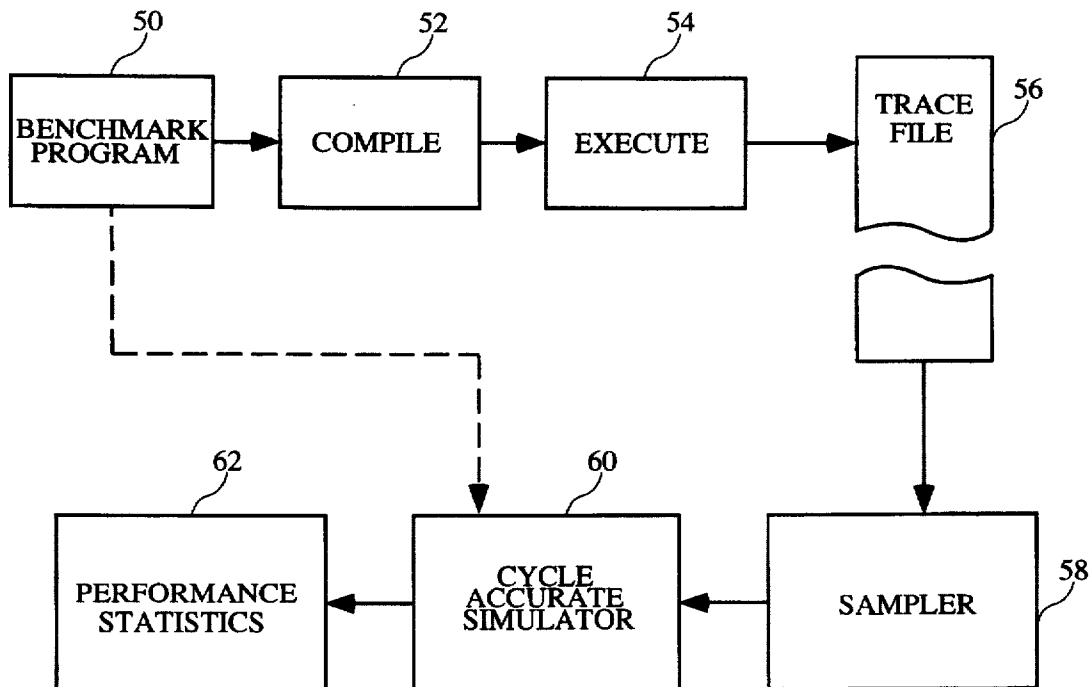 50
52
54
56
BENCHMARK
PROGRAM
COMPILE
EXECUTE
TRACE
FILE
62
60
58
PERFORMANCE
STATISTICS
CYCLE
ACCURATE
SIMULATOR
SAMPLER